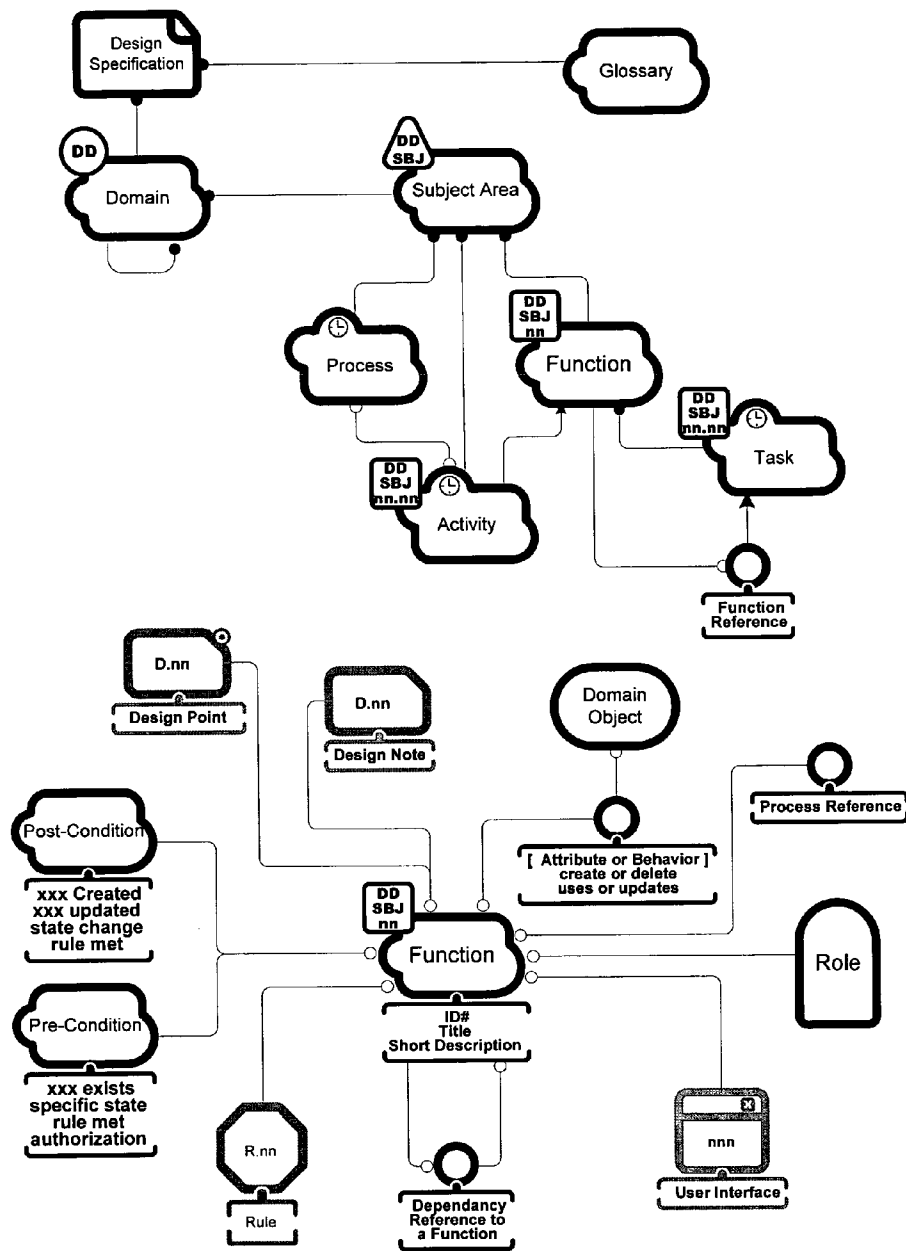 Design
Specification
Glossary
DD
Domain
DD
SBJ
Subject Area
Process
DD
SBJ
nn
Function
DD
SBJ
nn.nn
Task
DD
SBJ
nn.nn
Activity
Function
Reference
D.nn
Design Point
D.nn
Design Note
Domain
Object
Process Reference
[ Attribute or Behavior ]
create or delete
uses or updates
Post-Condition
xxx Created
xxx updated
state change
rule met
DD
SBJ
nn
Function
ID#
Title
Short Description
Role
Pre-Condition
xxx exists
specific state
rule met
authorization
R.nn
Rule
Dependancy
Reference to
a Function
x
nnn
User Interface